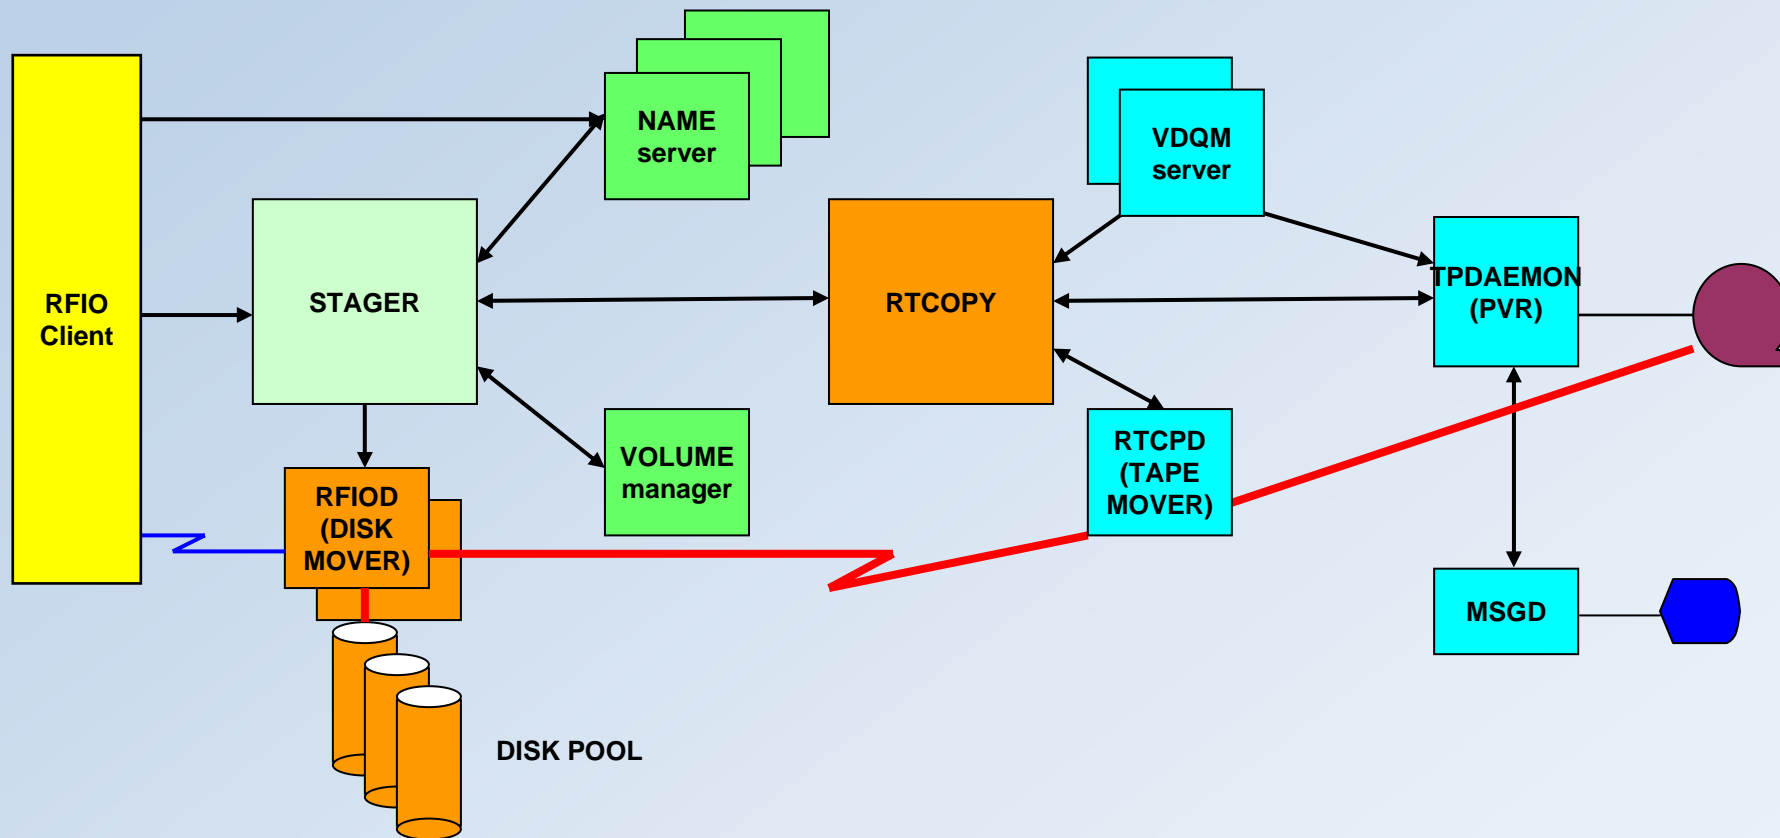 NAME
server
VDQM
server
RFIO
Client
STAGER
RTCOPY
TPDAEMON
(PVR)
VOLUME
manager
RTCPD
(TAPE
MOVER)
RFIOD
(DISK
MOVER)
MSGD
DISK POOL